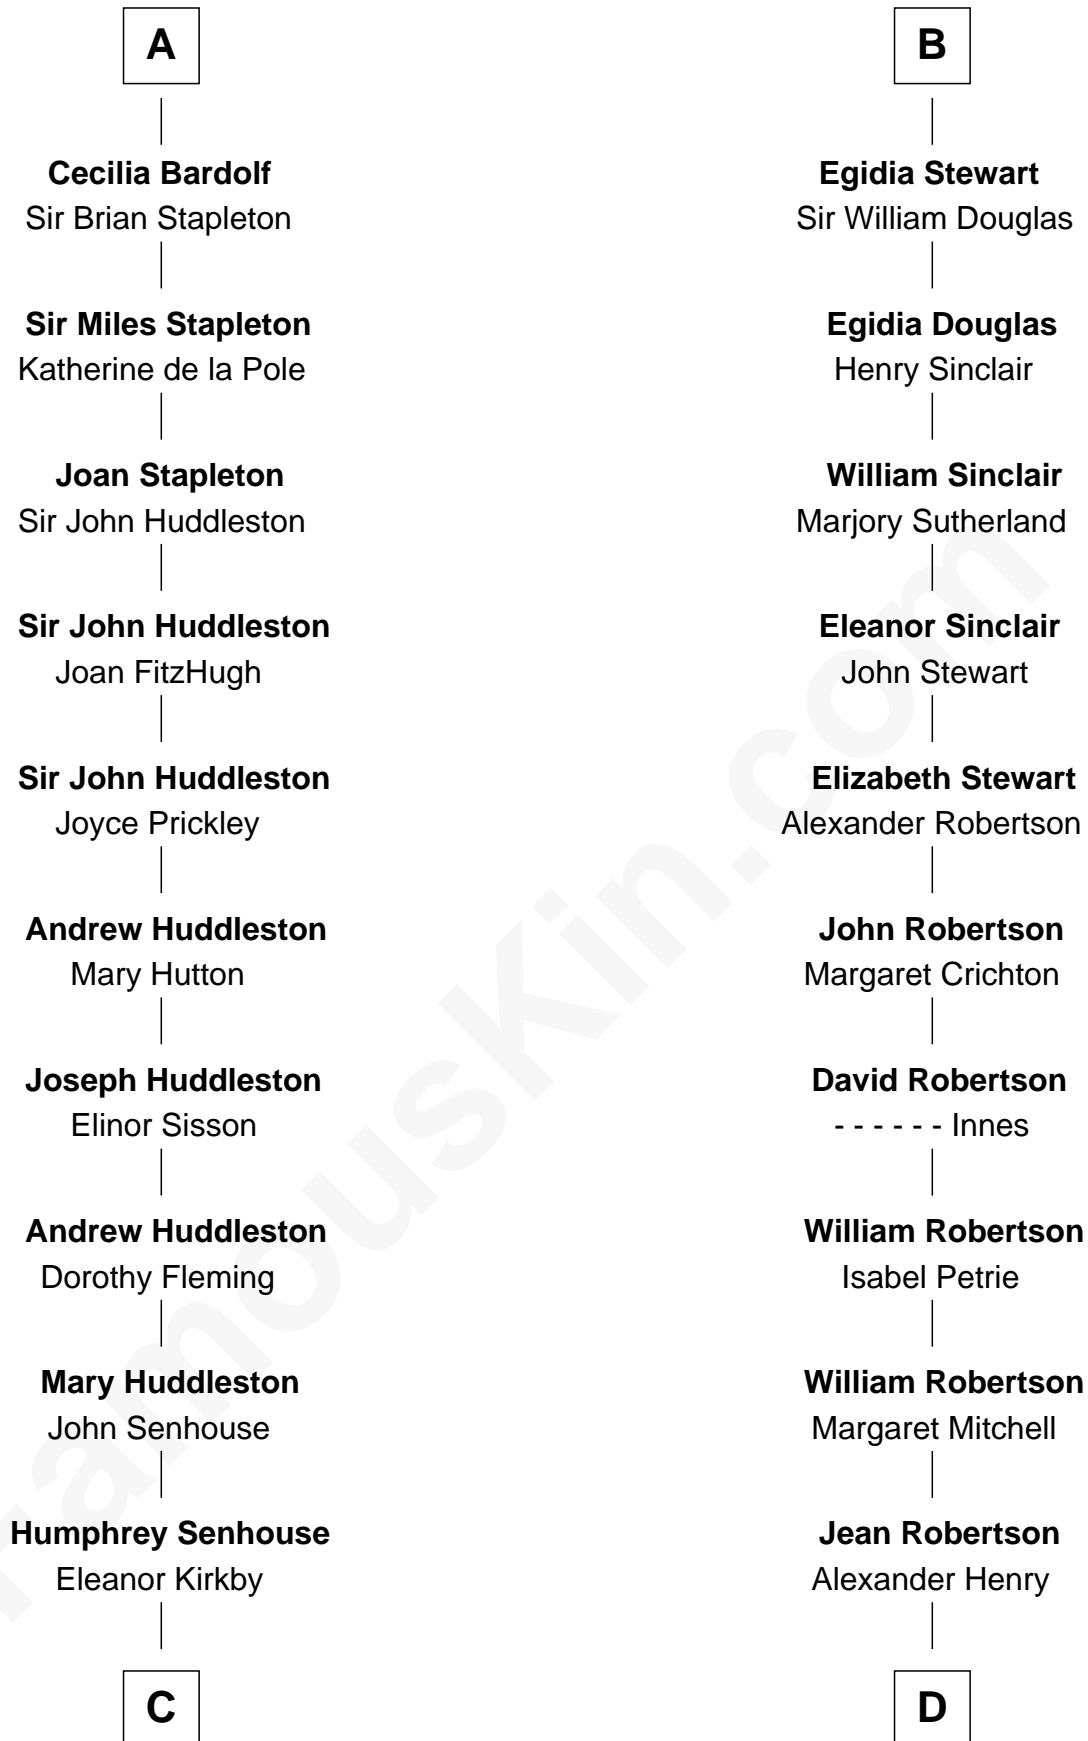 A
Cecilia Bardolf
Sir Brian Stapleton
Sir Miles Stapleton
Katherine de la Pole
Joan Stapleton
Sir John Huddleston
Sir John Huddleston
Joan FitzHugh
Sir John Huddleston
Joyce Prickley
Andrew Huddleston
Mary Hutton
Joseph Huddleston
Elinor Sisson
Andrew Huddleston
Dorothy Fleming
Mary Huddleston
John Senhouse
Humphrey Senhouse
Eleanor Kirkby
C
B
Egidia Stewart
Sir William Douglas
Egidia Douglas
Henry Sinclair
William Sinclair
Marjory Sutherland
Eleanor Sinclair
John Stewart
Elizabeth Stewart
Alexander Robertson
John Robertson
Margaret Crichton
David Robertson
- - - - - - Innes
William Robertson
Isabel Petrie
William Robertson
Margaret Mitchell
Jean Robertson
Alexander Henry
D
FamousKin.com